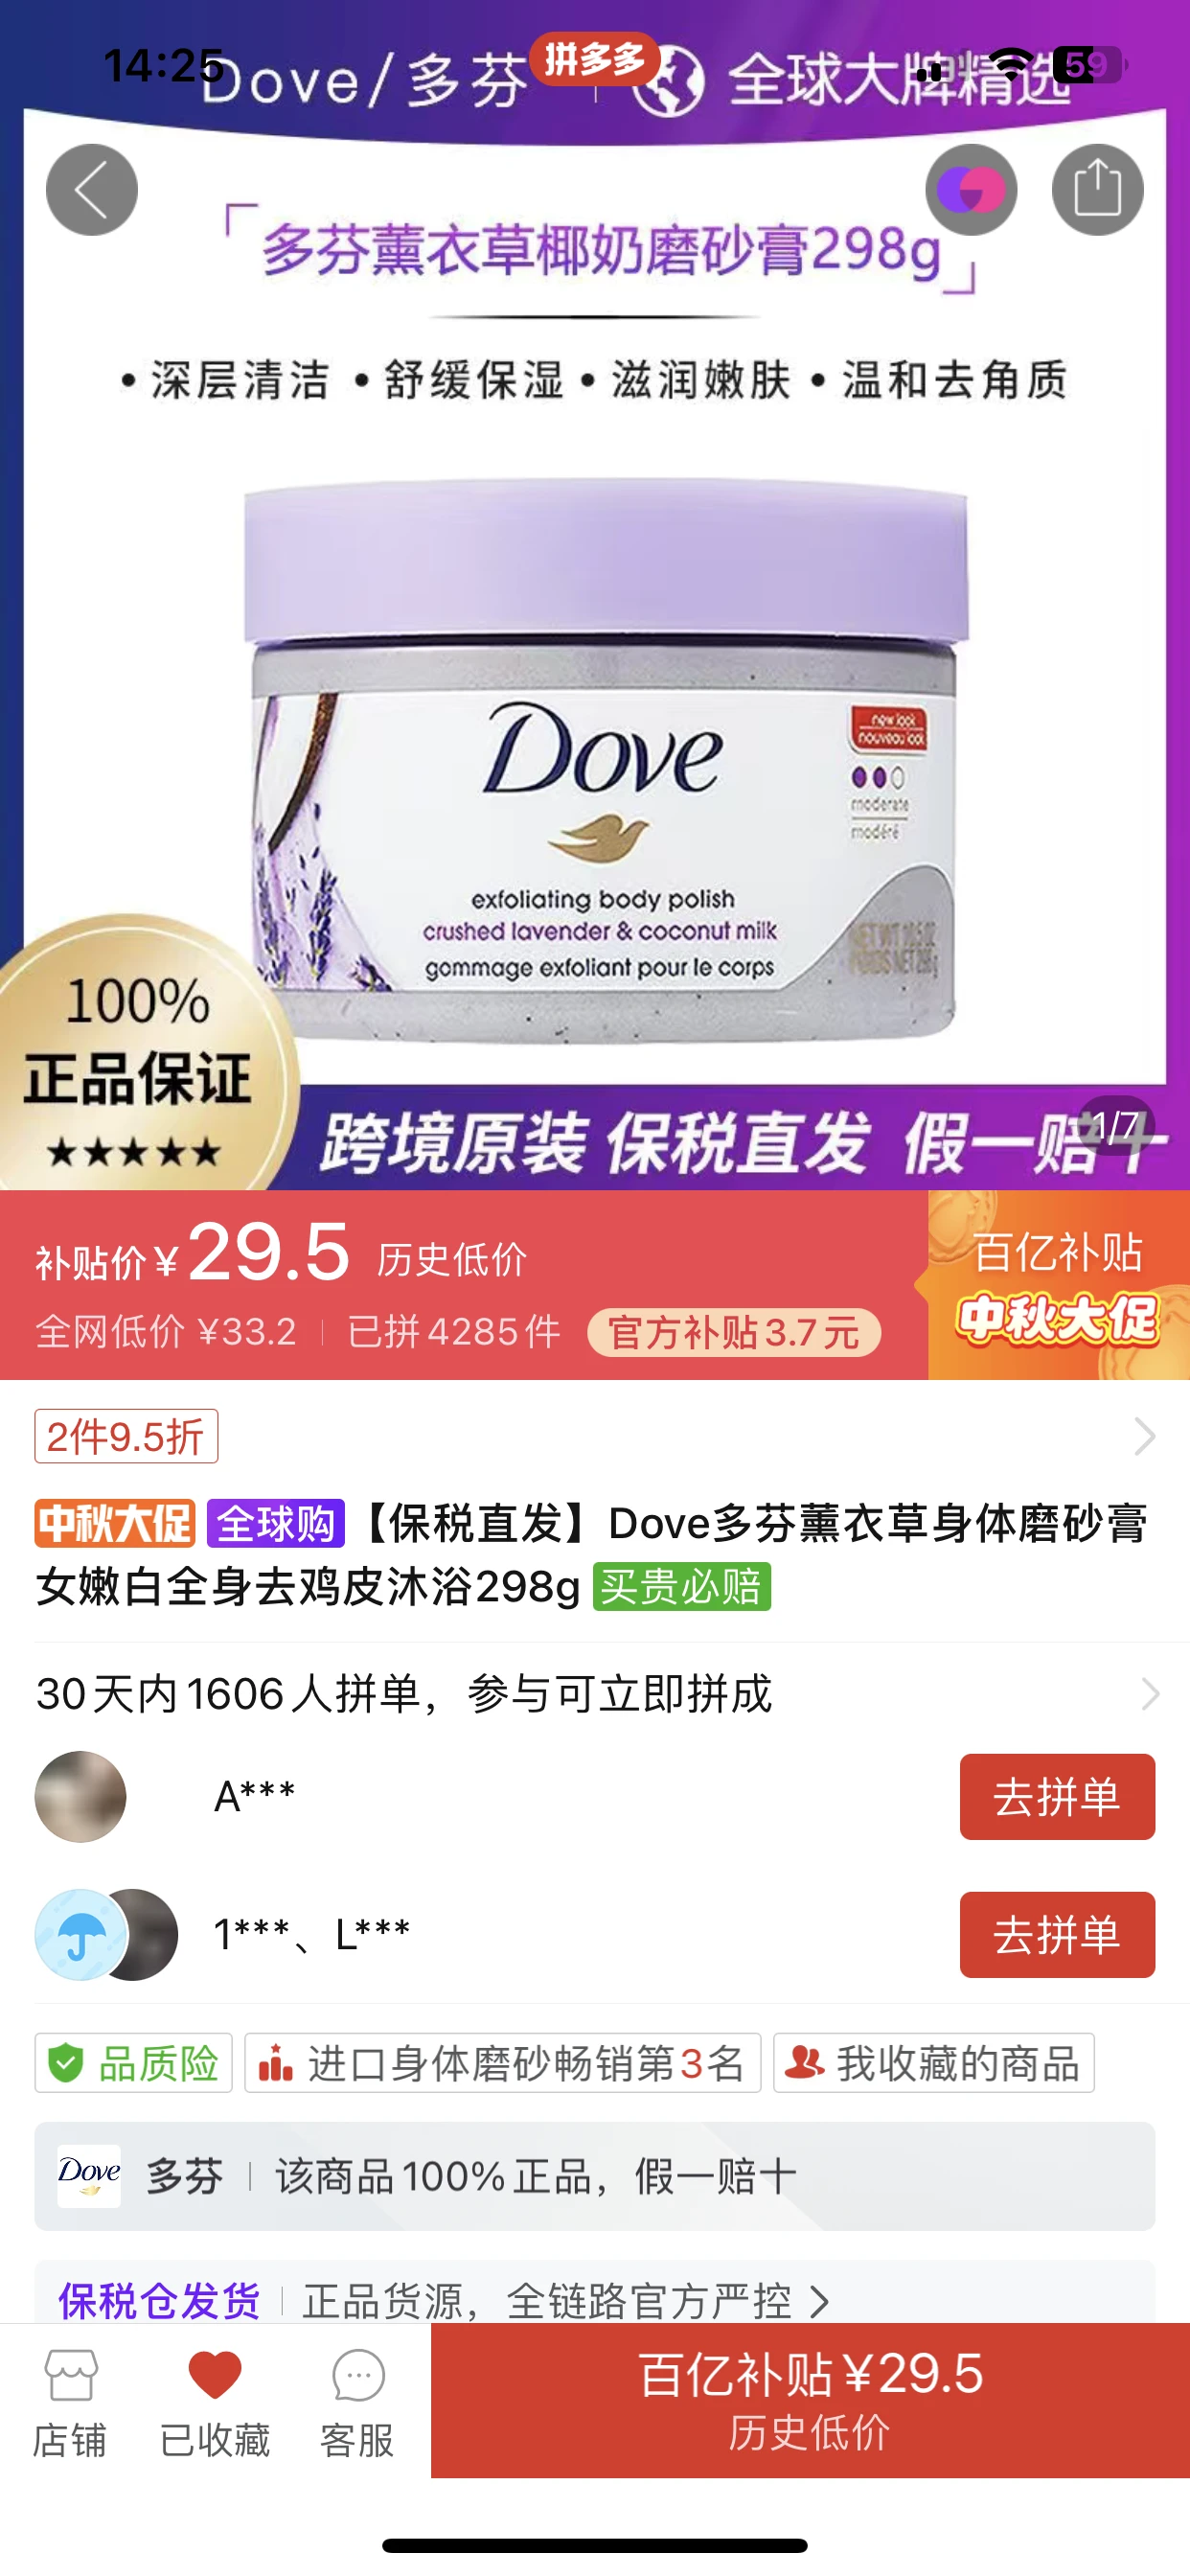 14:25
拼多多
59
Dove/多芬 | 全球大牌精选
「多芬薰衣草椰奶磨砂膏298g」
•深层清洁 •舒缓保湿 •滋润嫩肤 •温和去角质
Dove
new look
nouveau look
moderate
modéré
exfoliating body polish
crushed lavender & coconut milk
gommage exfoliant pour le corps
NET WT 10.5 OZ
POIDS NET 298 g
100%
正品保证
★★★★★
跨境原装 保税直发 假一赔十
1/7
补贴价¥29.5 历史低价
全网低价 ¥33.2 | 已拼4285件 官方补贴3.7元
百亿补贴
中秋大促
2件9.5折
中秋大促 全球购【保税直发】Dove多芬薰衣草身体磨砂膏
女嫩白全身去鸡皮沐浴298g 买贵必赔
30天内1606人拼单，参与可立即拼成
A*** 去拼单
1***、L*** 去拼单
品质险 进口身体磨砂畅销第3名 我收藏的商品
Dove 多芬 | 该商品100%正品，假一赔十
保税仓发货 | 正品货源，全链路官方严控 >
店铺 已收藏 客服
百亿补贴¥29.5
历史低价